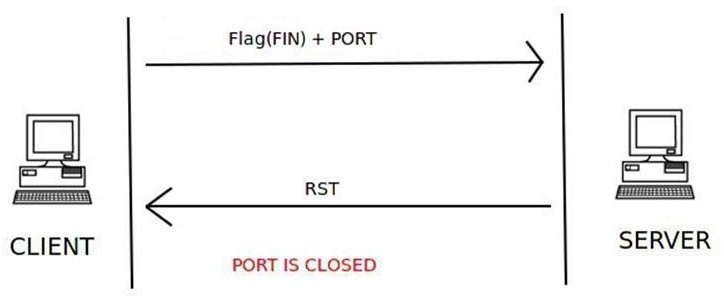 Flag(FIN) + PORT
RST
CLIENT
SERVER
PORT IS CLOSED